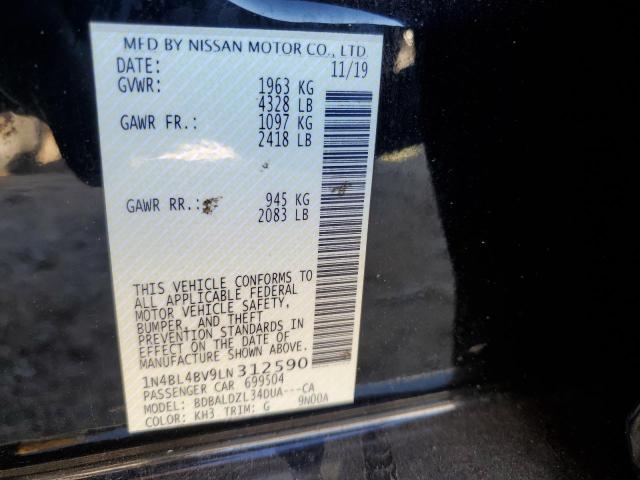 MFD BY NISSAN MOTOR CO., LTD.
DATE: 11/19
GVWR: 1963 KG
4328 LB
GAWR FR.: 1097 KG
2418 LB
GAWR RR.: 945 KG
2083 LB
THIS VEHICLE CONFORMS TO
ALL APPLICABLE FEDERAL
MOTOR VEHICLE SAFETY,
BUMPER, AND THEFT
PREVENTION STANDARDS IN
EFFECT ON THE DATE OF
MANUFACTURE SHOWN ABOVE.
1N4BL4BV9LN312590
PASSENGER CAR 699504
MODEL: BDBALDZL34DUA---CA
COLOR: KH3 TRIM: G 9N00A